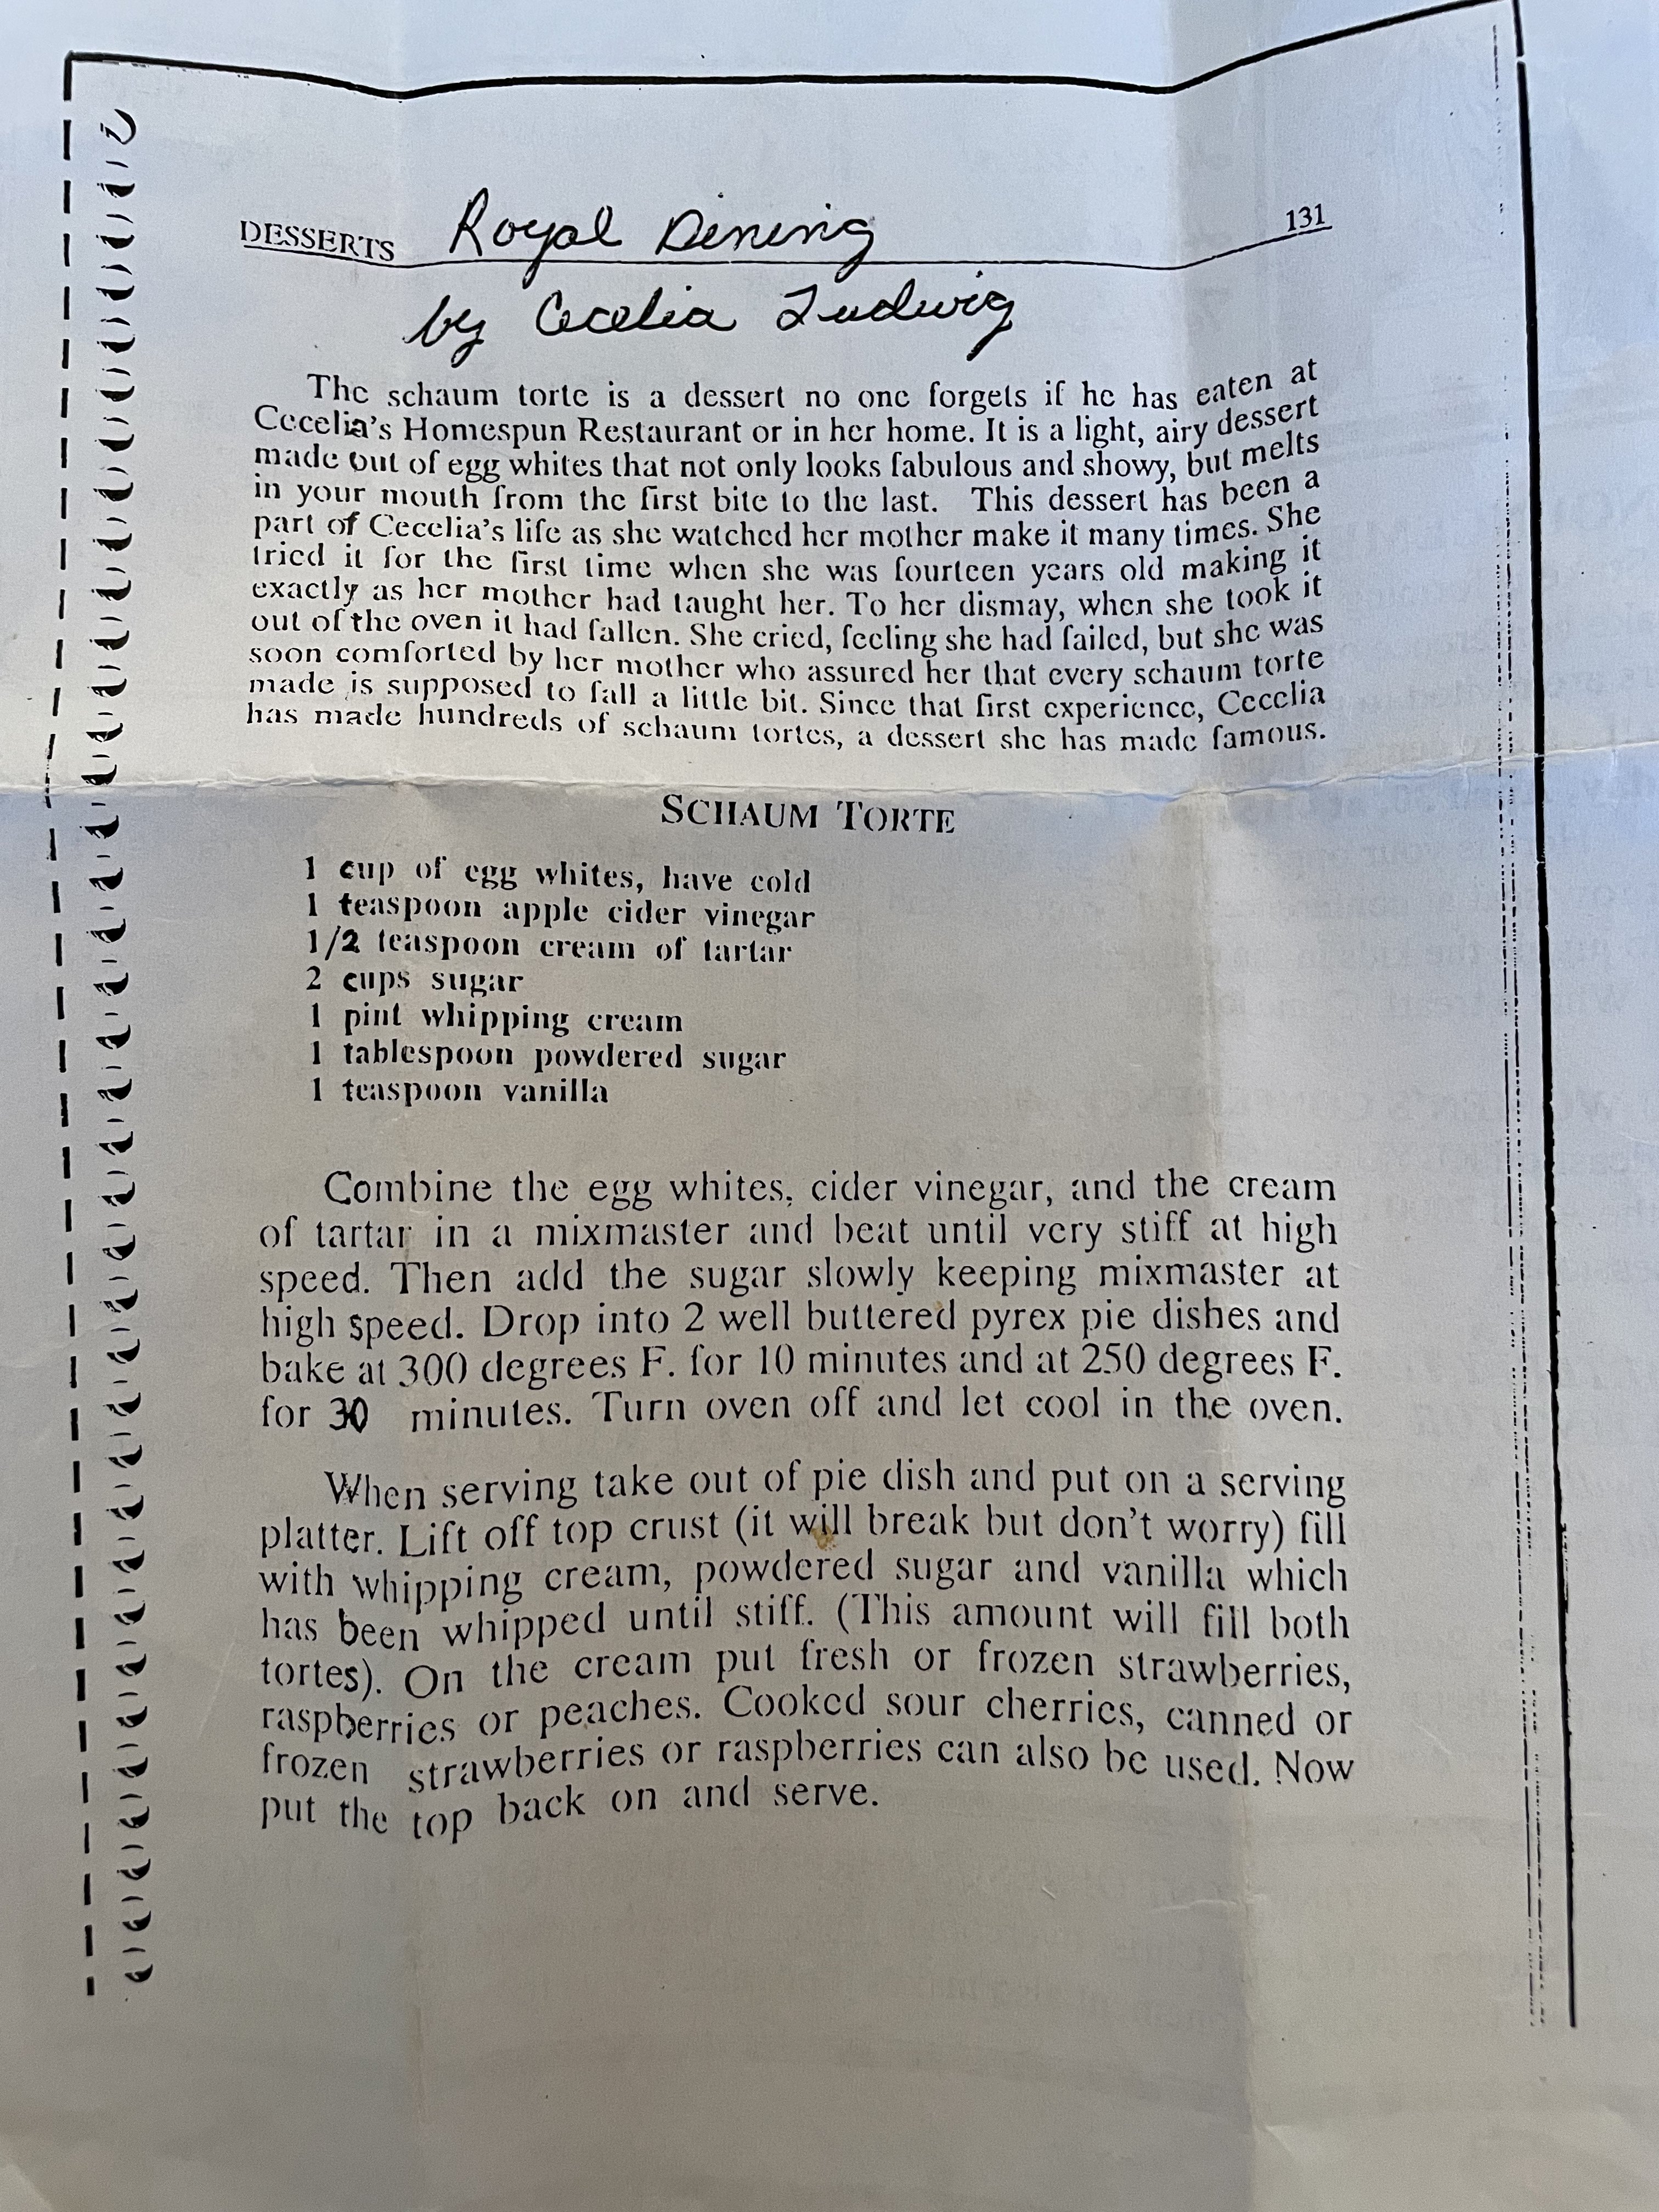 DESSERTS Royal Dining 131
by Cecelia Ludwig
The schaum torte is a dessert no one forgets if he has eaten at
Cecelia's Homespun Restaurant or in her home. It is a light, airy dessert
made out of egg whites that not only looks fabulous and showy, but melts
in your mouth from the first bite to the last. This dessert has been a
part of Cecelia's life as she watched her mother make it many times. She
tried it for the first time when she was fourteen years old making it
exactly as her mother had taught her. To her dismay, when she took it
out of the oven it had fallen. She cried, feeling she had failed, but she was
soon comforted by her mother who assured her that every schaum torte
made is supposed to fall a little bit. Since that first experience, Cecelia
has made hundreds of schaum tortes, a dessert she has made famous.
SCHAUM TORTE
1 cup of egg whites, have cold
1 teaspoon apple cider vinegar
1/2 teaspoon cream of tartar
2 cups sugar
1 pint whipping cream
1 tablespoon powdered sugar
1 teaspoon vanilla
Combine the egg whites, cider vinegar, and the cream
of tartar in a mixmaster and beat until very stiff at high
speed. Then add the sugar slowly keeping mixmaster at
high speed. Drop into 2 well buttered pyrex pie dishes and
bake at 300 degrees F. for 10 minutes and at 250 degrees F.
for 30 minutes. Turn oven off and let cool in the oven.
When serving take out of pie dish and put on a serving
platter. Lift off top crust (it will break but don't worry) fill
with whipping cream, powdered sugar and vanilla which
has been whipped until stiff. (This amount will fill both
tortes). On the cream put fresh or frozen strawberries,
raspberries or peaches. Cooked sour cherries, canned or
frozen strawberries or raspberries can also be used. Now
put the top back on and serve.